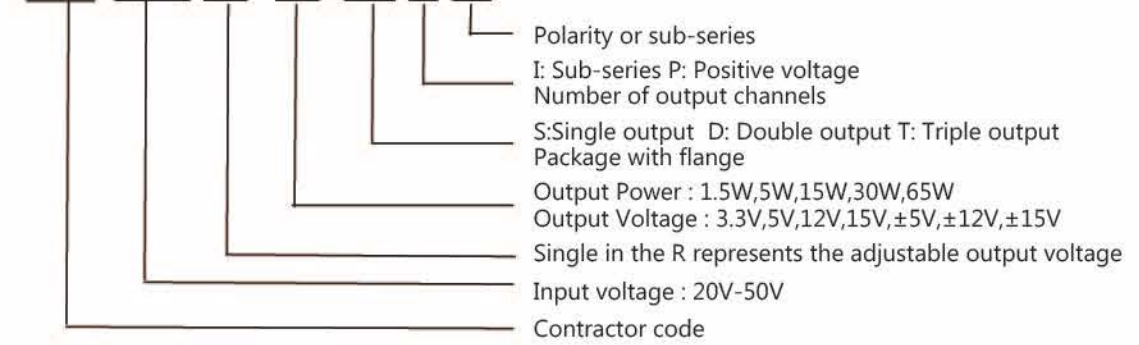 Polarity or sub-series
I: Sub-series P: Positive voltage
Number of output channels
S:Single output D: Double output T: Triple output
Package with flange
Output Power : 1.5W,5W,15W,30W,65W
Output Voltage : 3.3V,5V,12V,15V,±5V,±12V,±15V
Single in the R represents the adjustable output voltage
Input voltage : 20V-50V
Contractor code